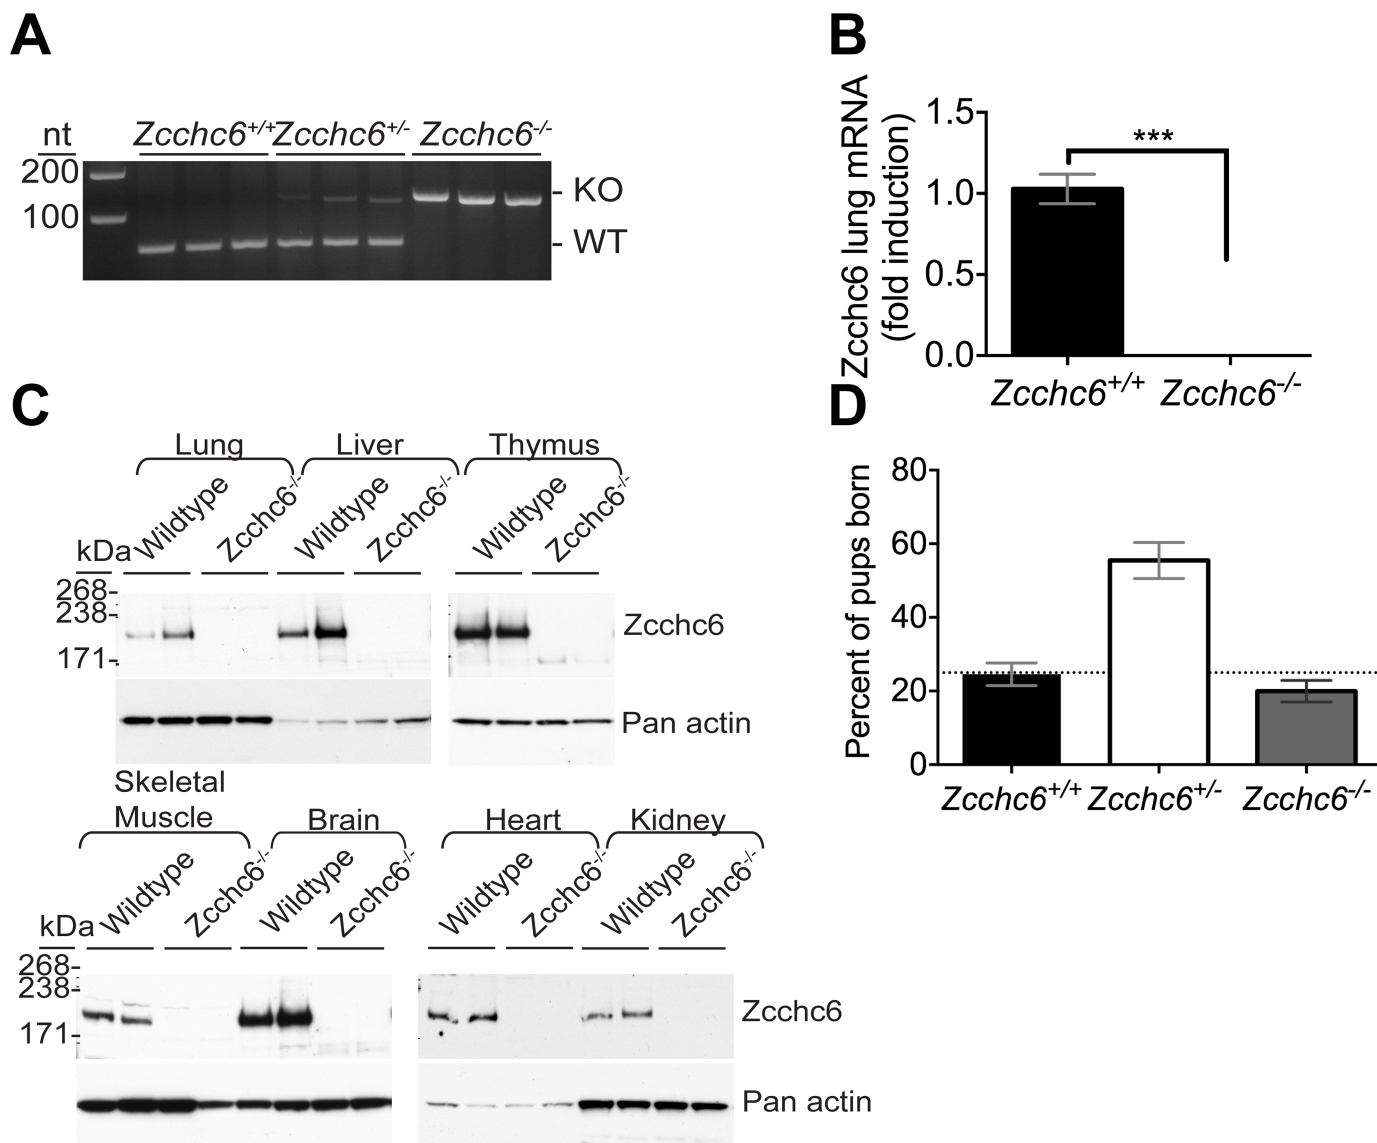 A
nt
Zcchc6+/+ Zcchc6+/- Zcchc6-/-
200
100
- KO
- WT
B
Zcchc6 lung mRNA
(fold induction)
1.5
1.0
0.5
0.0
***
Zcchc6+/+ Zcchc6-/-
C
Lung Liver Thymus
Wildtype Zcchc6-/- Wildtype Zcchc6-/- Wildtype Zcchc6-/-
kDa
268-
238-
171-
Zcchc6
Pan actin
Skeletal
Muscle Brain Heart Kidney
Wildtype Zcchc6-/- Wildtype Zcchc6-/- Wildtype Zcchc6-/- Wildtype Zcchc6-/-
kDa
268-
238-
171-
Zcchc6
Pan actin
D
Percent of pups born
80
60
40
20
0
Zcchc6+/+ Zcchc6+/- Zcchc6-/-